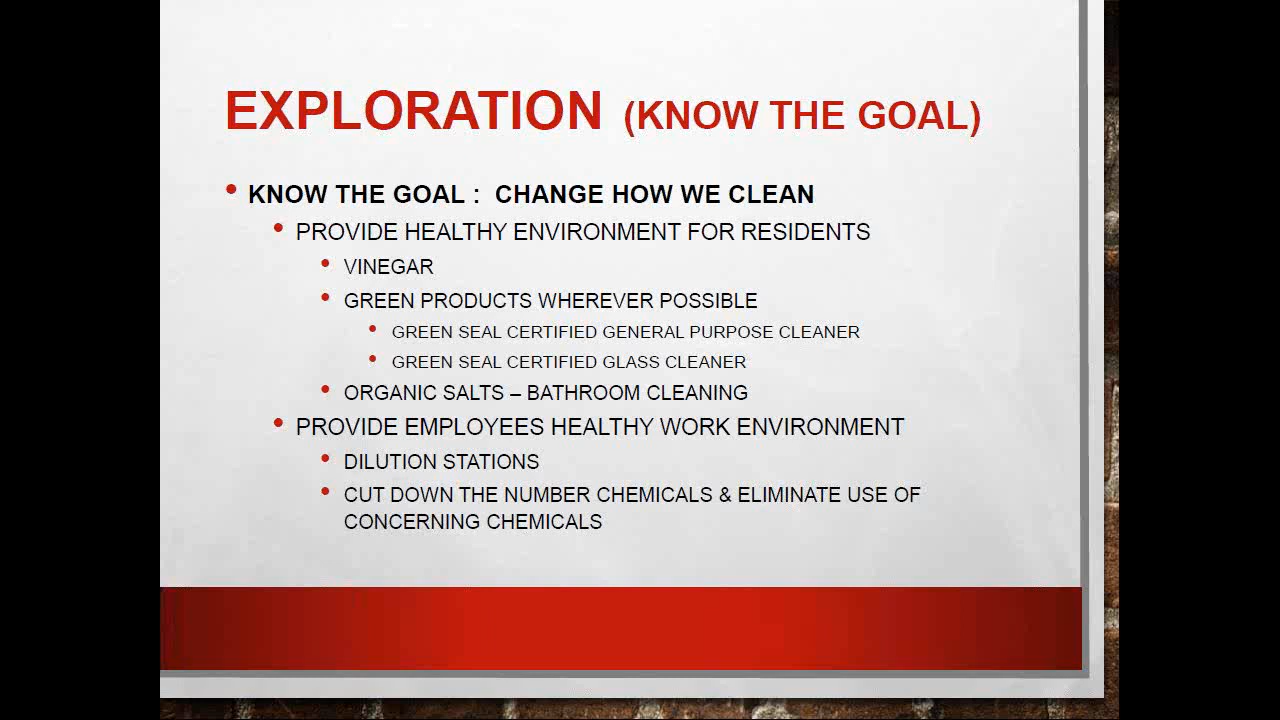 EXPLORATION (KNOW THE GOAL)
• KNOW THE GOAL : CHANGE HOW WE CLEAN
• PROVIDE HEALTHY ENVIRONMENT FOR RESIDENTS
• VINEGAR
• GREEN PRODUCTS WHEREVER POSSIBLE
• GREEN SEAL CERTIFIED GENERAL PURPOSE CLEANER
• GREEN SEAL CERTIFIED GLASS CLEANER
• ORGANIC SALTS – BATHROOM CLEANING
• PROVIDE EMPLOYEES HEALTHY WORK ENVIRONMENT
• DILUTION STATIONS
• CUT DOWN THE NUMBER CHEMICALS & ELIMINATE USE OF
CONCERNING CHEMICALS